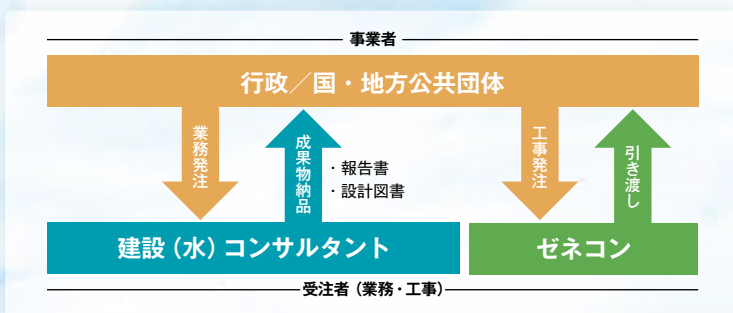 事業者
行政／国・地方公共団体
業務発注
成果物納品
・報告書
・設計図書
工事発注
引き渡し
建設（水）コンサルタント
ゼネコン
受注者（業務・工事）